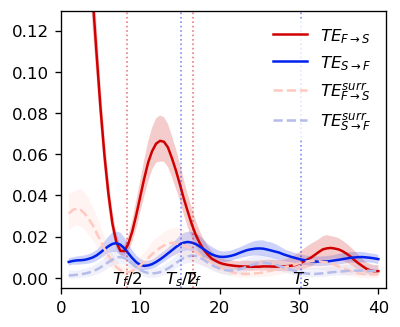 0.12
0.10
0.08
0.06
0.04
0.02
0.00
TE_{F→S}
TE_{S→F}
TE^{surr}_{F→S}
TE^{surr}_{S→F}
T_f/2 T_s/2 T_f T_s
0 10 20 30 40